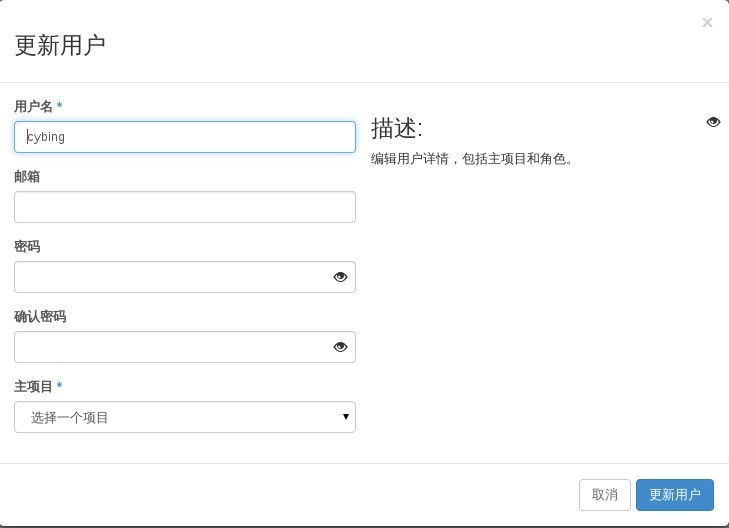 更新用户
×
用户名 *
cybing
邮箱
密码
确认密码
主项目 *
选择一个项目
描述:
编辑用户详情，包括主项目和角色。
取消
更新用户